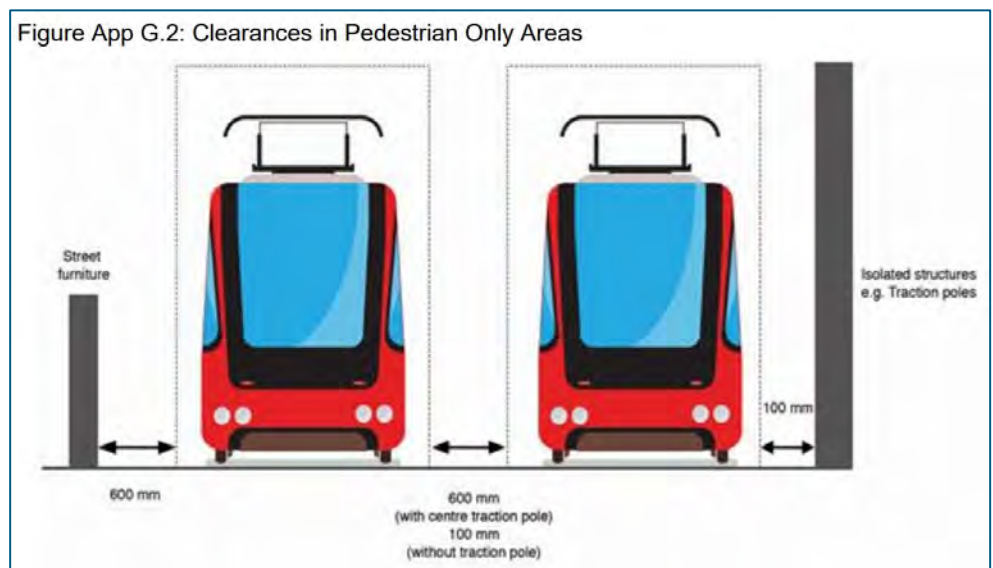 Figure App G.2: Clearances in Pedestrian Only Areas
Street
furniture
Isolated structures
e.g. Traction poles
100 mm
600 mm
600 mm
(with centre traction pole)
100 mm
(without traction pole)